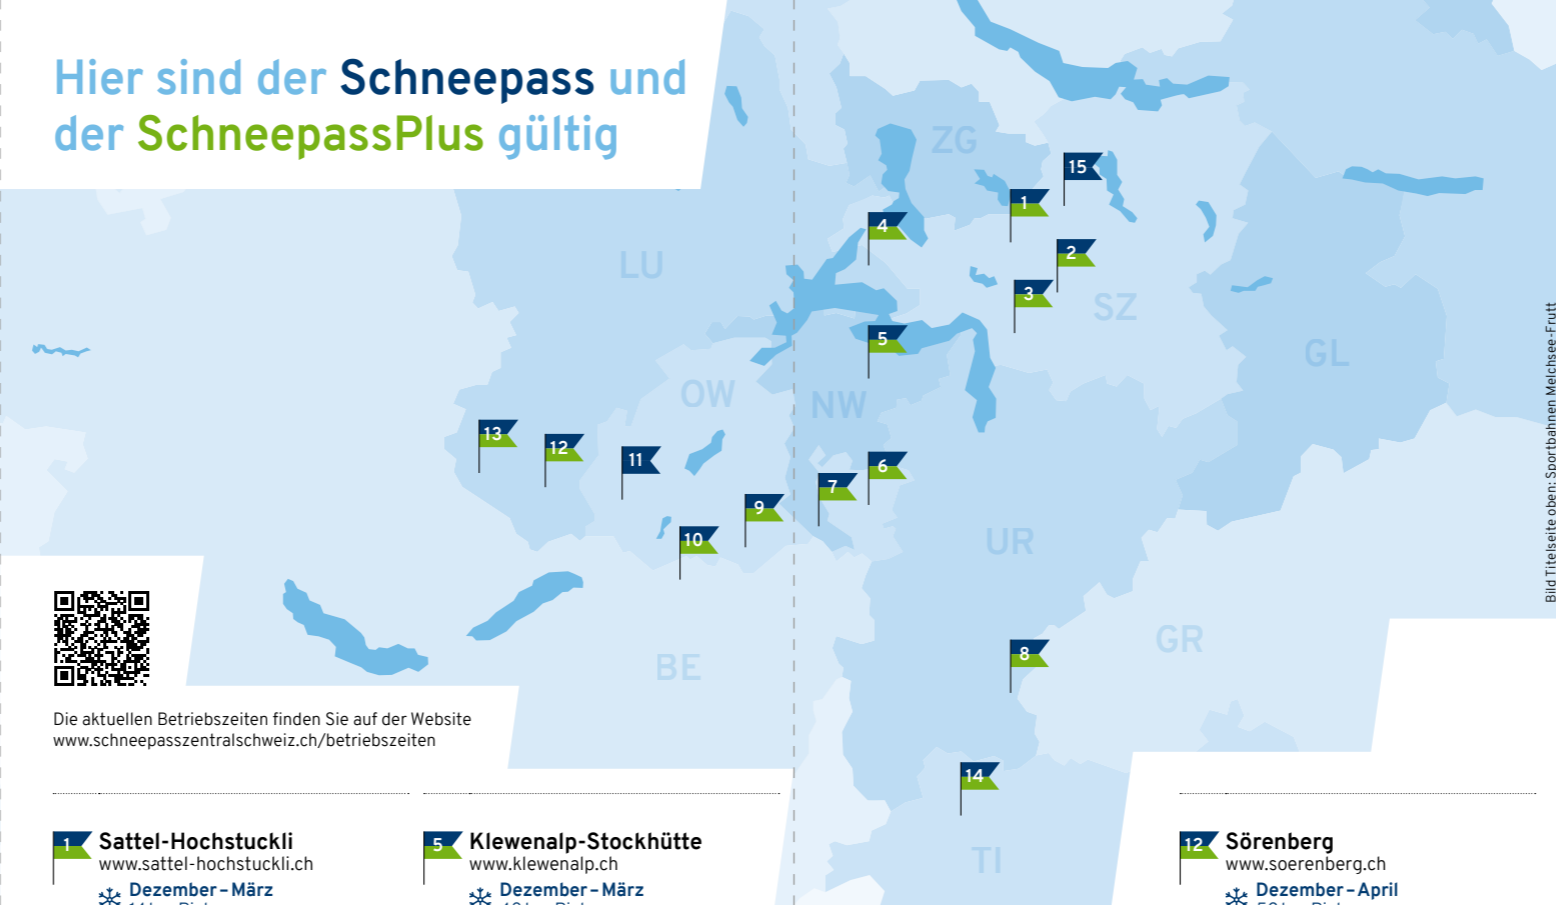 Hier sind der Schneepass und
der SchneepassPlus gültig
ZG
15
1
4
2
LU
3
SZ
5
GL
OW
NW
13
12
11
6
7
9
10
UR
8
GR
BE
14
TI
Bild Titelseite oben: Sportbahnen Melchsee-Frutt
Die aktuellen Betriebszeiten finden Sie auf der Website
www.schneepasszentralschweiz.ch/betriebszeiten
1 Sattel-Hochstuckli
www.sattel-hochstuckli.ch
Dezember – März
5 Klewenalp-Stockhütte
www.klewenalp.ch
Dezember – März
12 Sörenberg
www.soerenberg.ch
Dezember – April